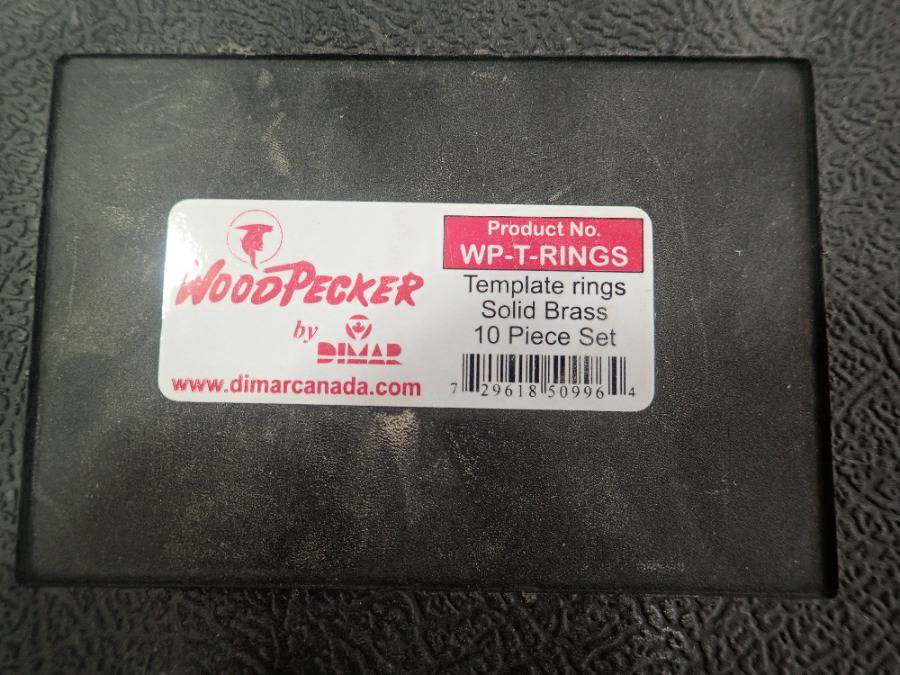 WOODPECKER
by DIMAR
www.dimarcanada.com
Product No.
WP-T-RINGS
Template rings
Solid Brass
10 Piece Set
7 29618 50996 4